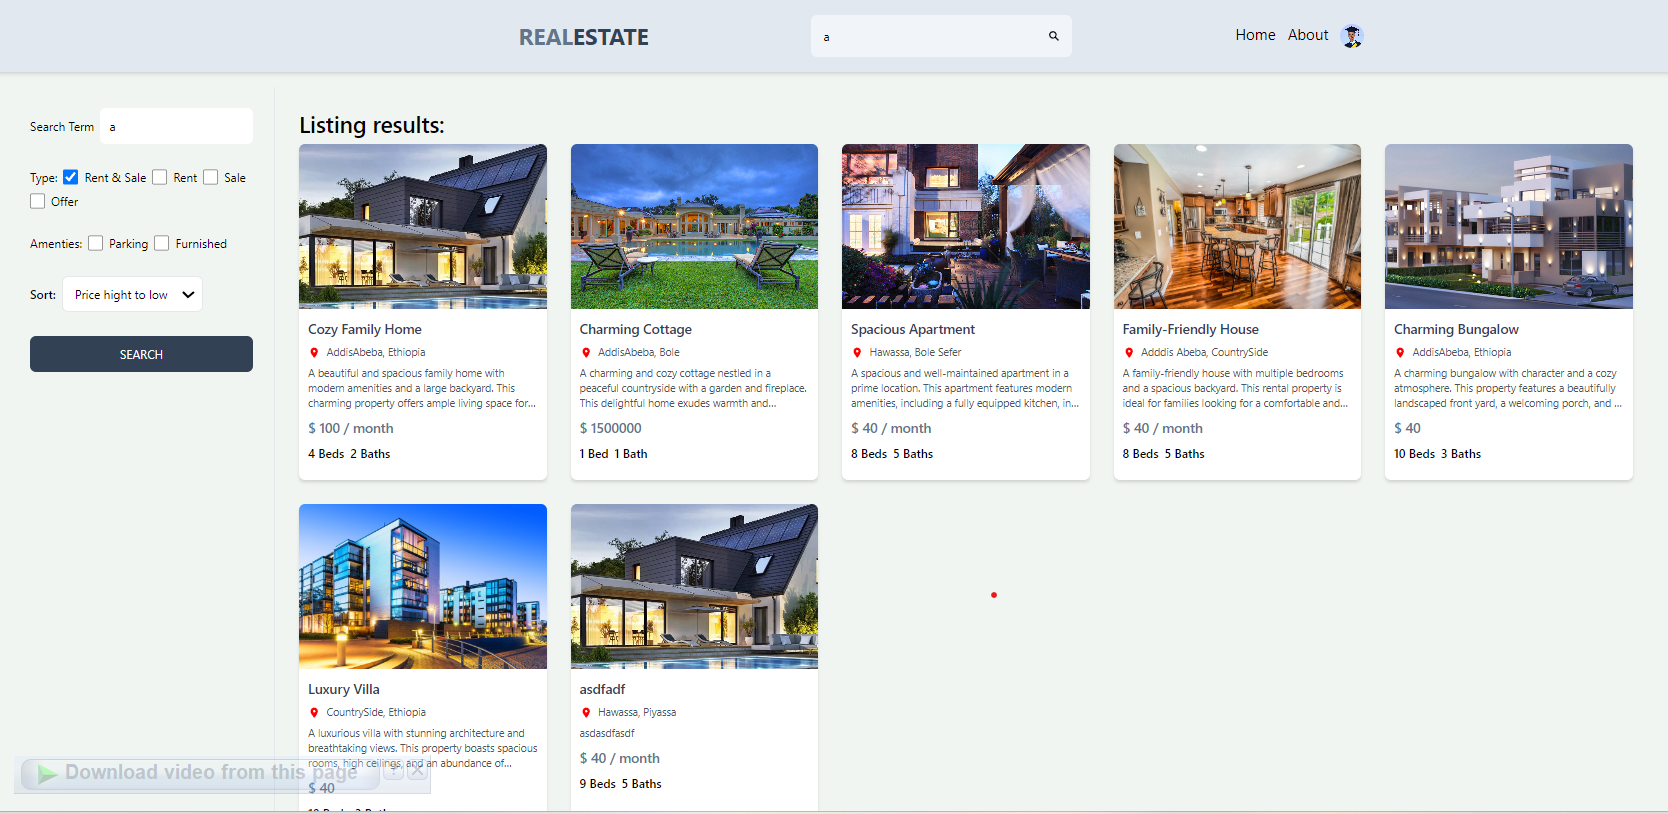 REALESTATE
a
Home About
Search Term a
Type: Rent & Sale Rent Sale
Offer
Amenties: Parking Furnished
Sort: Price hight to low
SEARCH
Listing results:
Cozy Family Home
AddisAbeba, Ethiopia
A beautiful and spacious family home with
modern amenities and a large backyard. This
charming property offers ample living space for...
$ 100 / month
4 Beds 2 Baths
Charming Cottage
AddisAbeba, Bole
A charming and cozy cottage nestled in a
peaceful countryside with a garden and fireplace.
This delightful home exudes warmth and...
$ 1500000
1 Bed 1 Bath
Spacious Apartment
Hawassa, Bole Sefer
A spacious and well-maintained apartment in a
prime location. This apartment features modern
amenities, including a fully equipped kitchen, in...
$ 40 / month
8 Beds 5 Baths
Family-Friendly House
Adddis Abeba, CountrySide
A family-friendly house with multiple bedrooms
and a spacious backyard. This rental property is
ideal for families looking for a comfortable and...
$ 40 / month
8 Beds 5 Baths
Charming Bungalow
AddisAbeba, Ethiopia
A charming bungalow with character and a cozy
atmosphere. This property features a beautifully
landscaped front yard, a welcoming porch, and ...
$ 40
10 Beds 3 Baths
Luxury Villa
CountrySide, Ethiopia
A luxurious villa with stunning architecture and
breathtaking views. This property boasts spacious
rooms, high ceilings, and an abundance of...
$ 40
asdfadf
Hawassa, Piyassa
asdasdfasdf
$ 40 / month
9 Beds 5 Baths
Download video from this page ? X